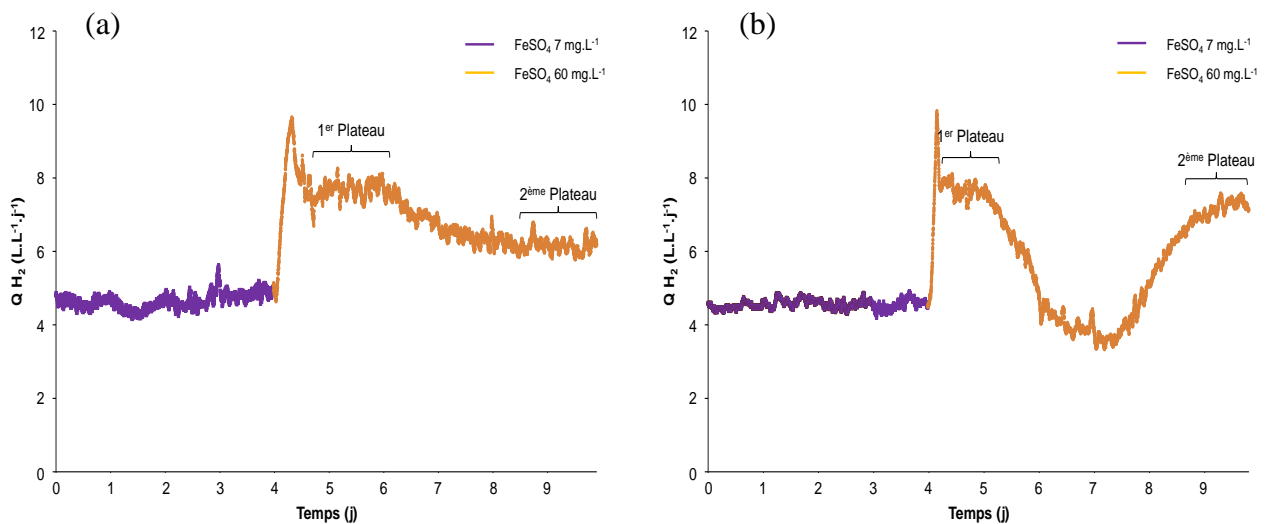 (a)
FeSO₄ 7 mg.L⁻¹
FeSO₄ 60 mg.L⁻¹
1er Plateau
2ème Plateau
Q H₂ (L.L⁻¹.j⁻¹)
12
10
8
6
4
2
0
0 1 2 3 4 5 6 7 8 9
Temps (j)
(b)
FeSO₄ 7 mg.L⁻¹
FeSO₄ 60 mg.L⁻¹
1er Plateau
2ème Plateau
Q H₂ (L.L⁻¹.j⁻¹)
12
10
8
6
4
2
0
0 1 2 3 4 5 6 7 8 9
Temps (j)